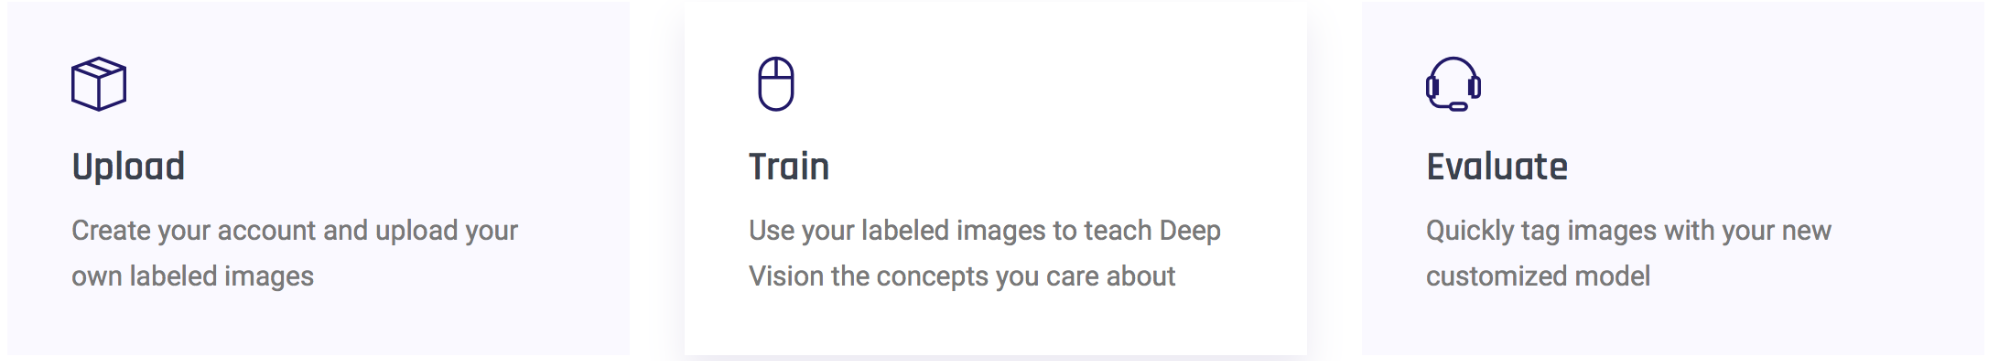 Upload
Create your account and upload your
own labeled images
Train
Use your labeled images to teach Deep
Vision the concepts you care about
Evaluate
Quickly tag images with your new
customized model